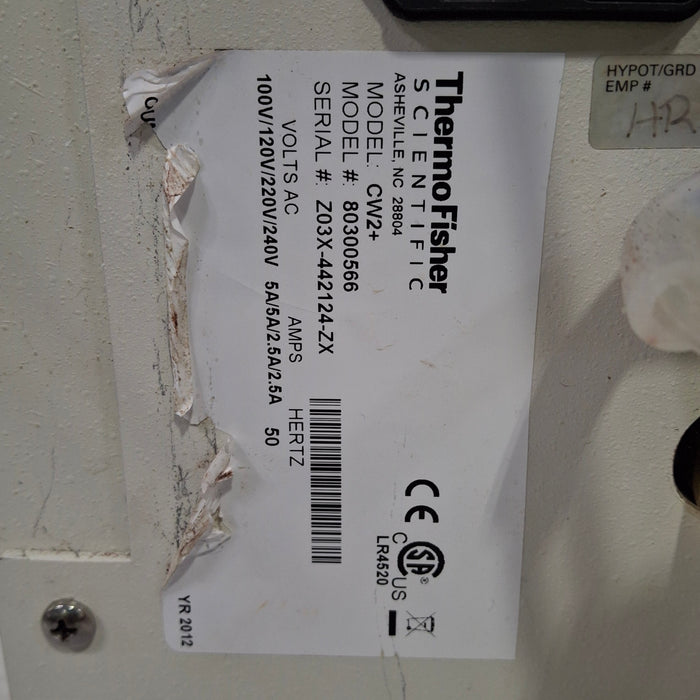 ThermoFisher
SCIENTIFIC
ASHEVILLE, NC 28804
MODEL: CW2+
MODEL #: 80300566
SERIAL #: Z03X-442124-ZX
VOLTS AC AMPS HERTZ
100V/120V/220V/240V 5A/5A/2.5A/2.5A 50
CE
CSA®
C US
LR4520
YR 2012
HYPOT/GRD
EMP #